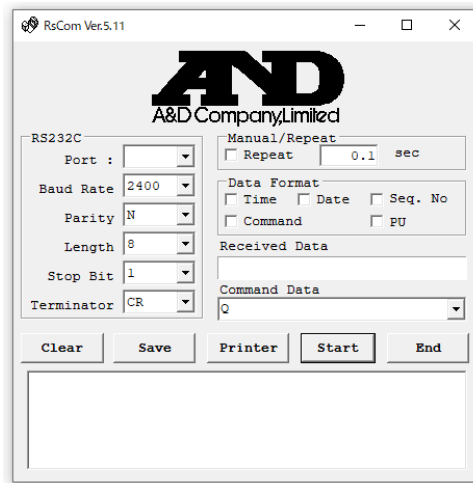 RsCom Ver.5.11
AND
A&D Company,Limited
RS232C
Port :
Baud Rate 2400
Parity N
Length 8
Stop Bit 1
Terminator CR
Manual/Repeat
Repeat 0.1 sec
Data Format
Time Date Seq. No
Command PU
Received Data
Command Data
Q
Clear Save Printer Start End